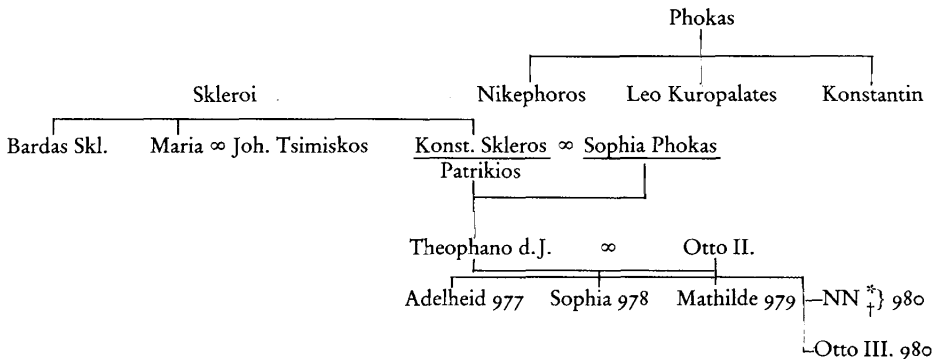 Phokas
Skleroi
Nikephoros Leo Kuropalates Konstantin
Bardas Skl. Maria ∞ Joh. Tsimiskos Konst. Skleros ∞ Sophia Phokas
Patrikios
Theophano d. J. ∞ Otto II.
Adelheid 977 Sophia 978 Mathilde 979 NN *†} 980
Otto III. 980